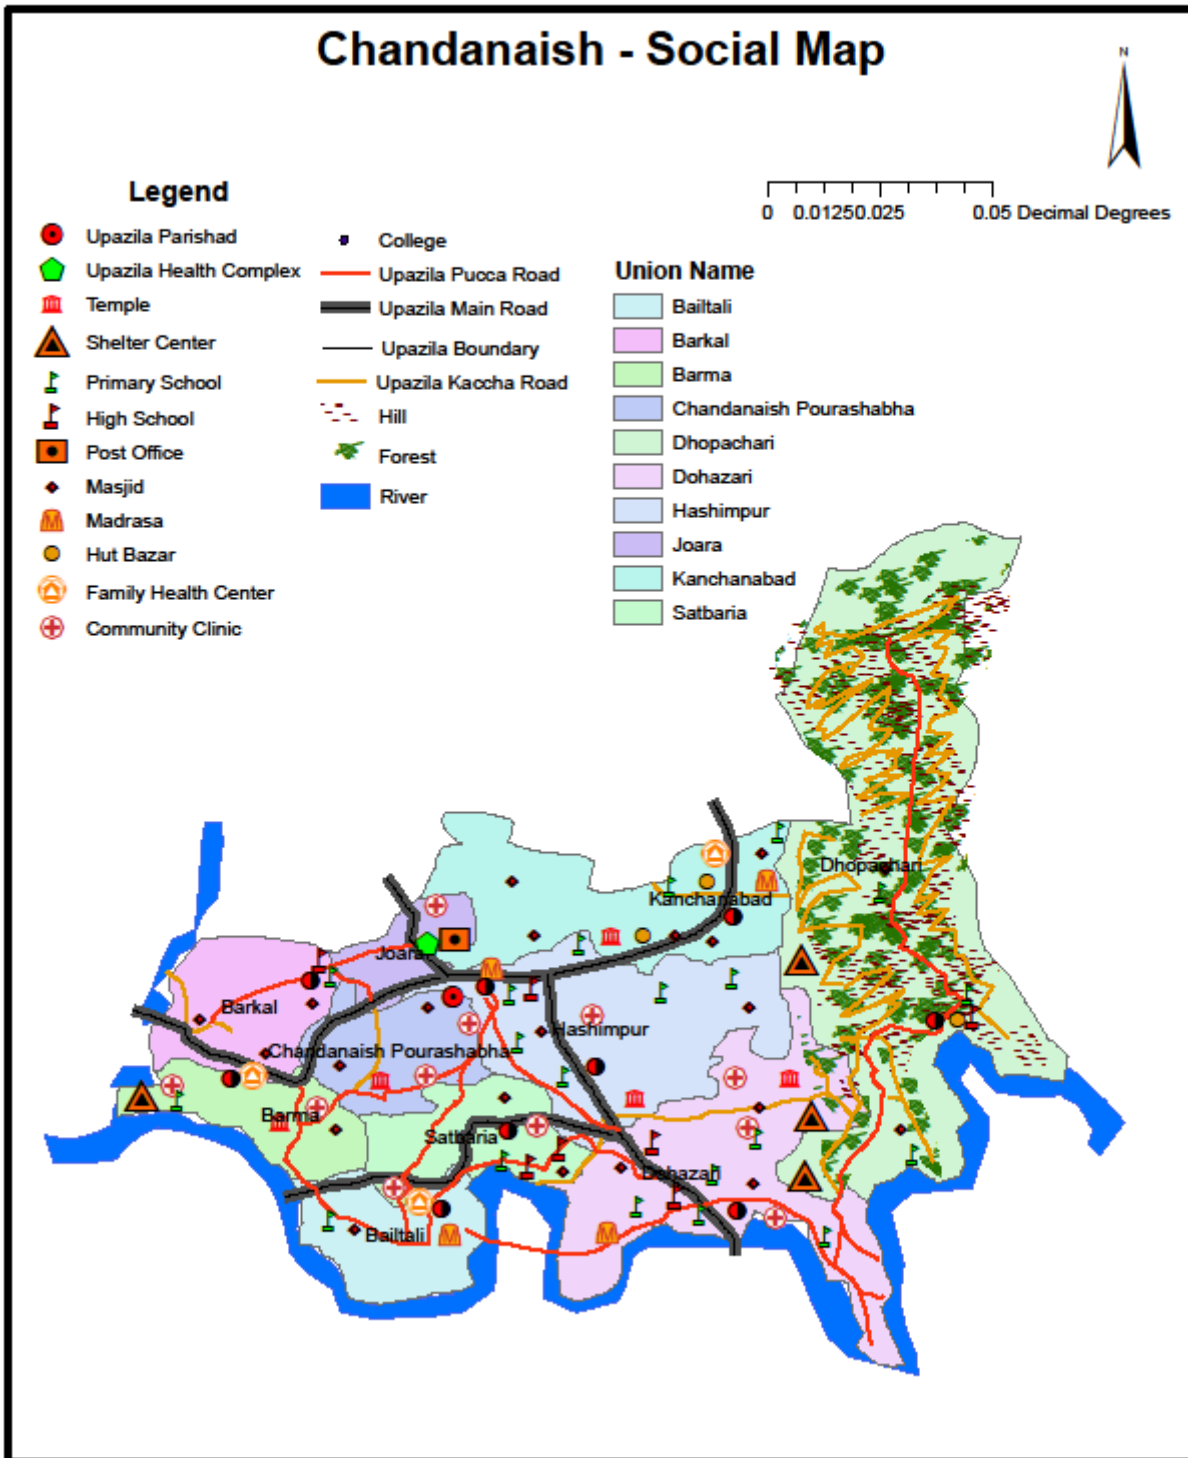 Chandanaish - Social Map
N
0 0.01250.025 0.05 Decimal Degrees
Legend
Upazila Parishad
Upazila Health Complex
Temple
Shelter Center
Primary School
High School
Post Office
Masjid
Madrasa
Hut Bazar
Family Health Center
Community Clinic
College
Upazila Pucca Road
Upazila Main Road
Upazila Boundary
Upazila Kaccha Road
Hill
Forest
River
Union Name
Bailtali
Barkal
Barma
Chandanaish Pourashabha
Dhopachari
Dohazari
Hashimpur
Joara
Kanchanabad
Satbaria
Dhopachari
Kanchanabad
Joara
Barkal
Hashimpur
Chandanaish Pourashabha
Barma
Satbaria
Dohazari
Bailtali